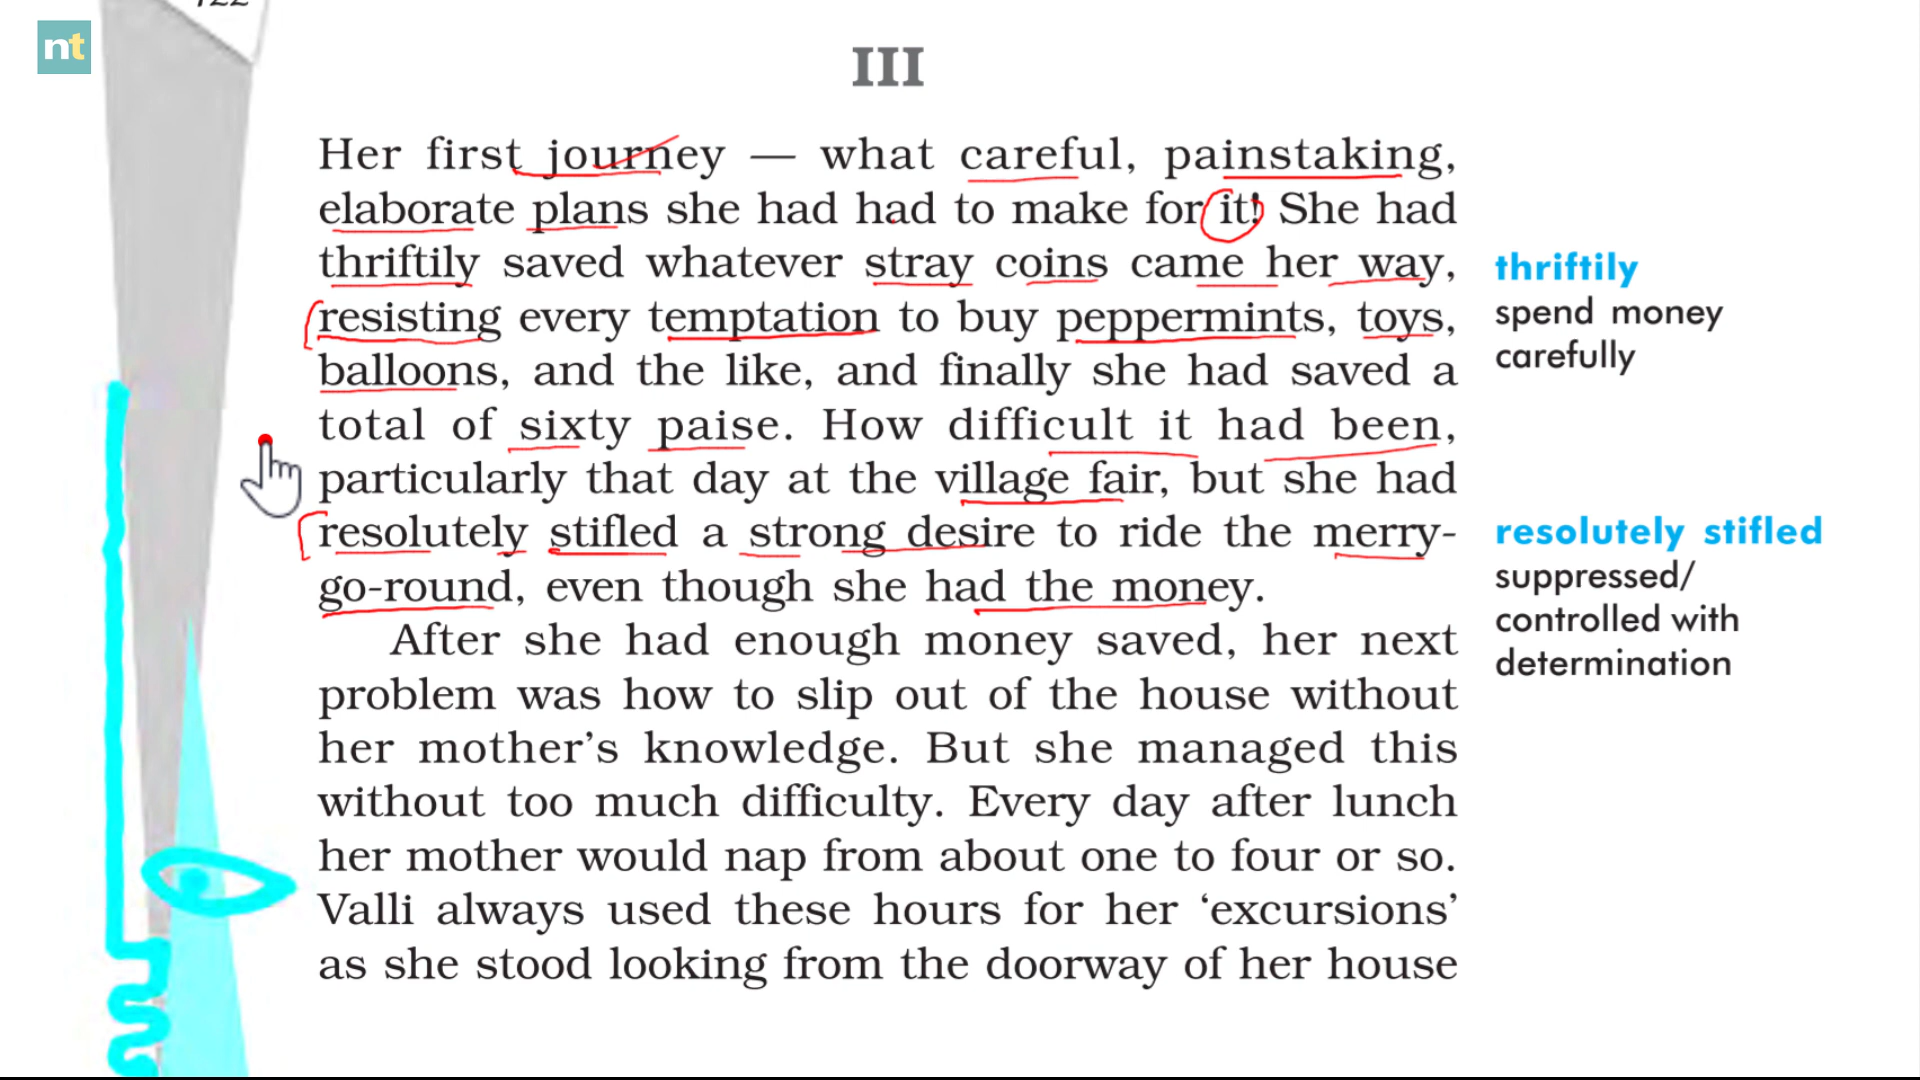 nt
III
Her first journey — what careful, painstaking,
elaborate plans she had had to make for it! She had
thriftily saved whatever stray coins came her way,
resisting every temptation to buy peppermints, toys,
balloons, and the like, and finally she had saved a
total of sixty paise. How difficult it had been,
particularly that day at the village fair, but she had
resolutely stifled a strong desire to ride the merry-
go-round, even though she had the money.
After she had enough money saved, her next
problem was how to slip out of the house without
her mother’s knowledge. But she managed this
without too much difficulty. Every day after lunch
her mother would nap from about one to four or so.
Valli always used these hours for her ‘excursions’
as she stood looking from the doorway of her house
thriftily
spend money
carefully
resolutely stifled
suppressed/
controlled with
determination